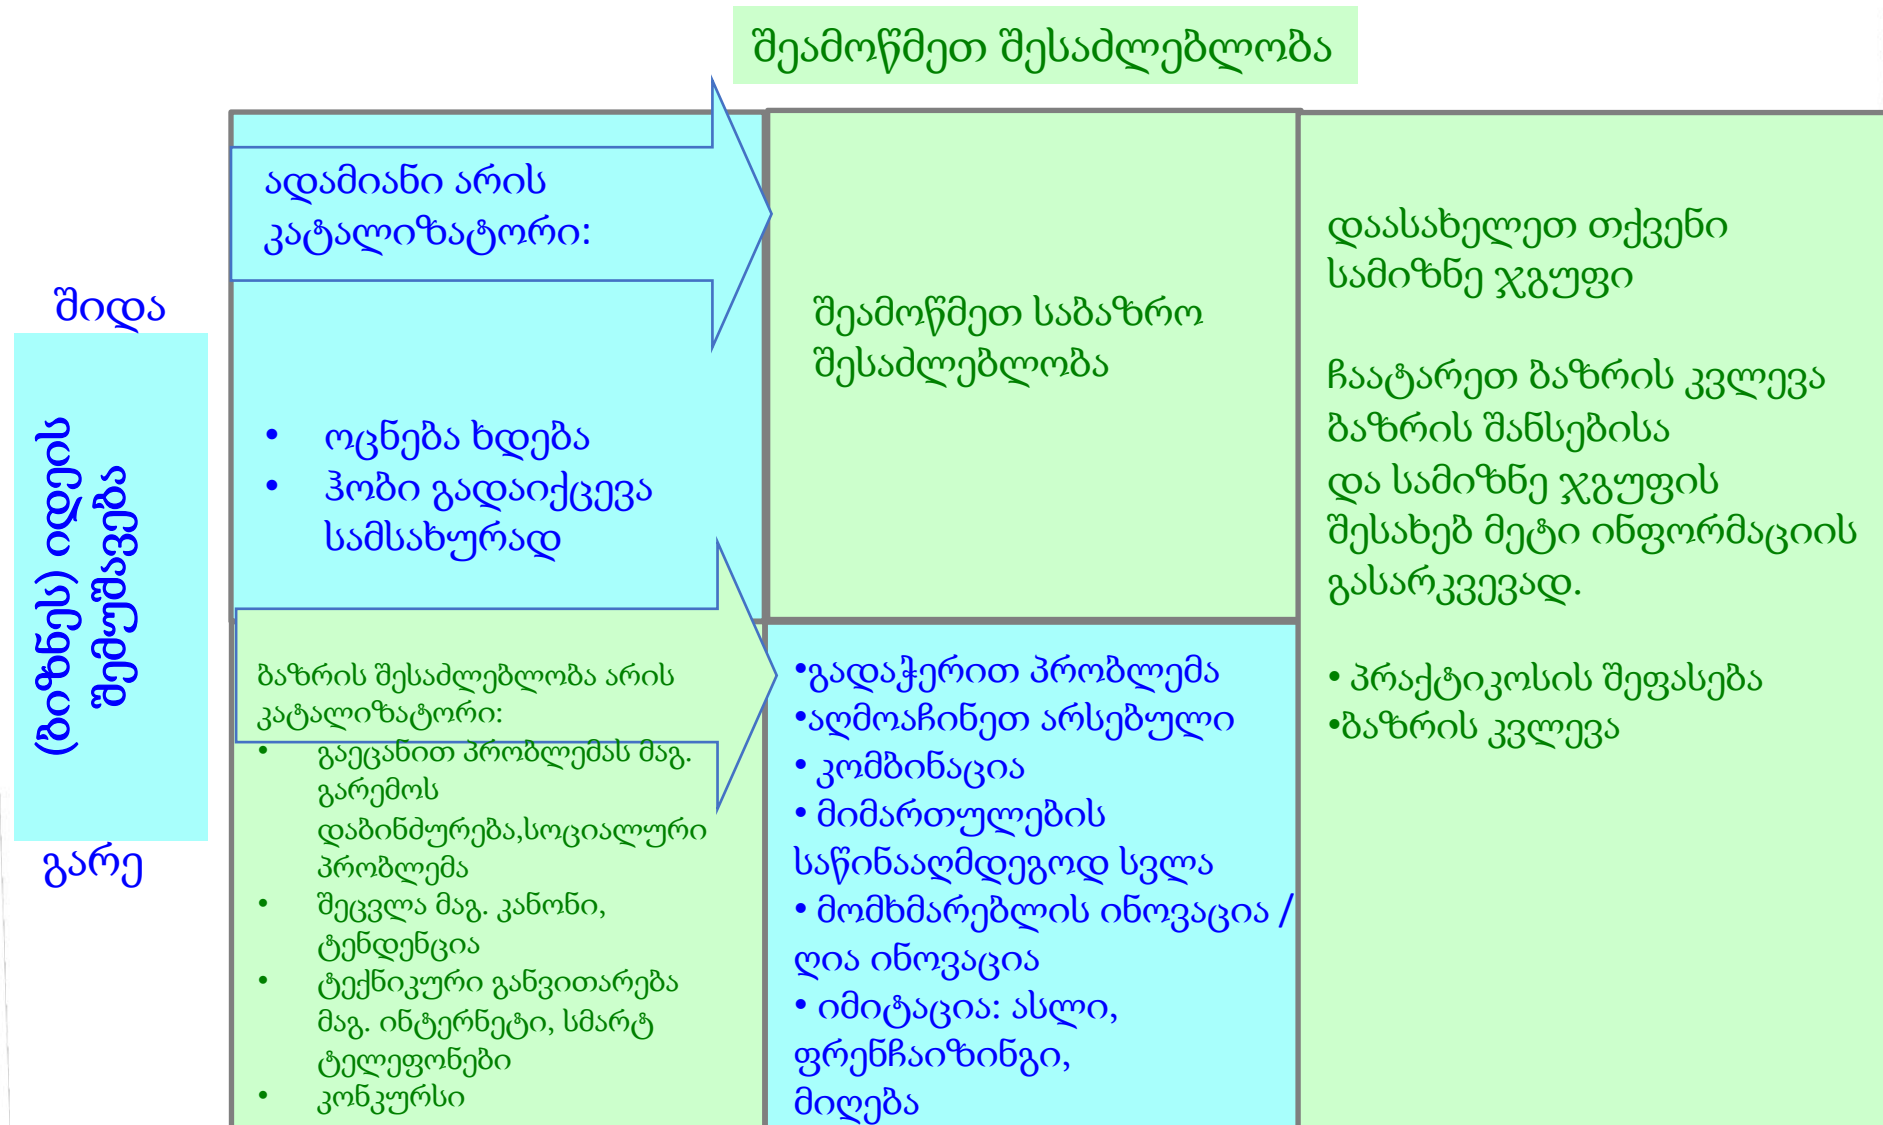 შეამოწმეთ შესაძლებლობა
შიდა
(ბიზნეს) იდეის
შემუშავება
გარე
ადამიანი არის
კატალიზატორი:
• ოცნება ხდება
• ჰობი გადაიქცევა
სამსახურად
შეამოწმეთ საბაზრო
შესაძლებლობა
დაასახელეთ თქვენი
სამიზნე ჯგუფი
ჩაატარეთ ბაზრის კვლევა
ბაზრის შანსებისა
და სამიზნე ჯგუფის
შესახებ მეტი ინფორმაციის
გასარკვევად.
• პრაქტიკოსის შეფასება
•ბაზრის კვლევა
ბაზრის შესაძლებლობა არის
კატალიზატორი:
• გაეცანით პრობლემას მაგ.
გარემოს
დაბინძურება,სოციალური
პრობლემა
• შეცვლა მაგ. კანონი,
ტენდენცია
• ტექნიკური განვითარება
მაგ. ინტერნეტი, სმარტ
ტელეფონები
• კონკურსი
•გადაჭერით პრობლემა
•აღმოაჩინეთ არსებული
• კომბინაცია
• მიმართულების
საწინააღმდეგოდ სვლა
• მომხმარებლის ინოვაცია /
ღია ინოვაცია
• იმიტაცია: ასლი,
ფრენჩაიზინგი,
მიღება